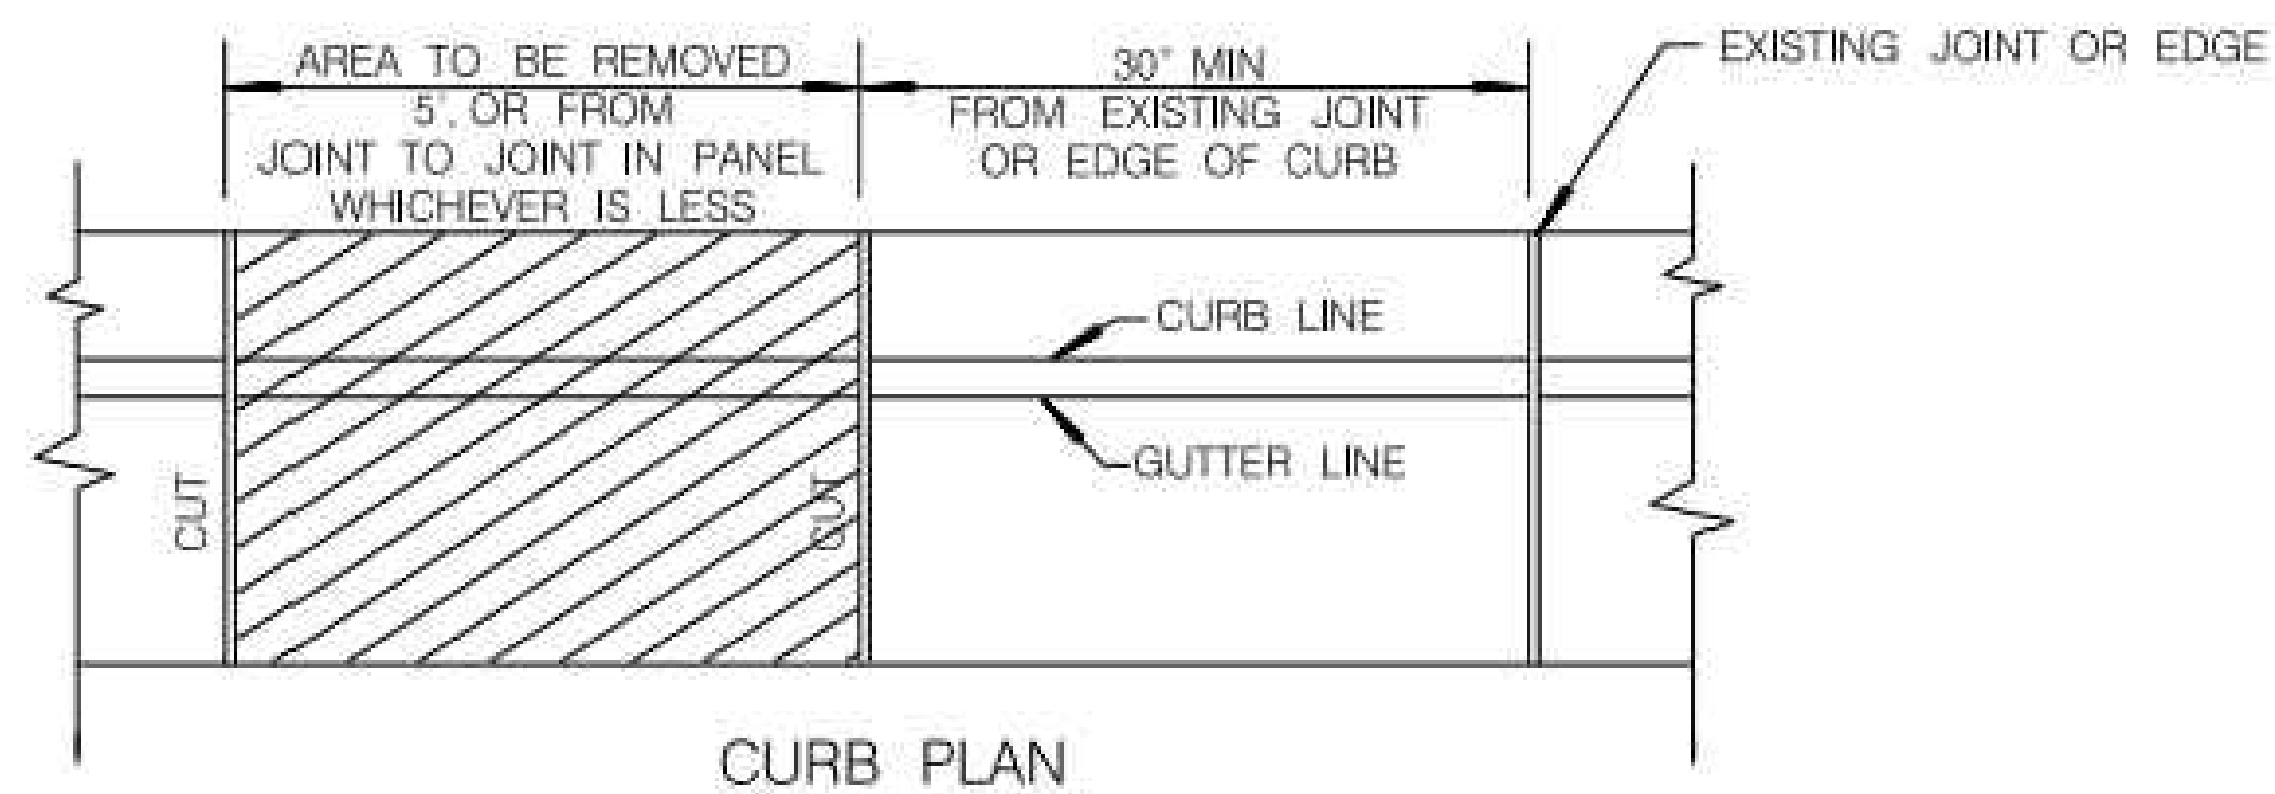 AREA TO BE REMOVED
5', OR FROM
JOINT TO JOINT IN PANEL
WHICHEVER IS LESS
30" MIN
FROM EXISTING JOINT
OR EDGE OF CURB
EXISTING JOINT OR EDGE
CURB LINE
GUTTER LINE
CUT
CUT
CURB PLAN